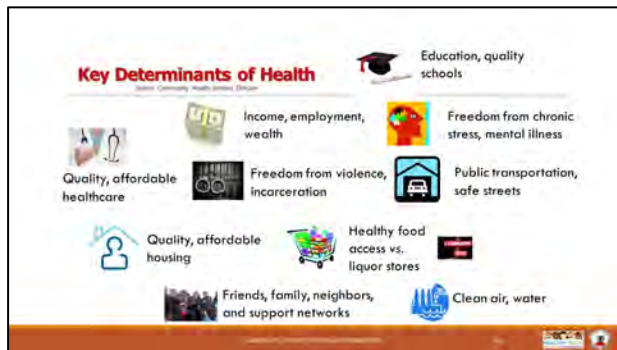 Education, quality
schools
Key Determinants of Health
Income, employment,
wealth
Freedom from chronic
stress, mental illness
Quality, affordable
healthcare
Freedom from violence,
incarceration
Public transportation,
safe streets
Quality, affordable
housing
Healthy food
access vs.
liquor stores
Friends, family, neighbors,
and support networks
Clean air, water